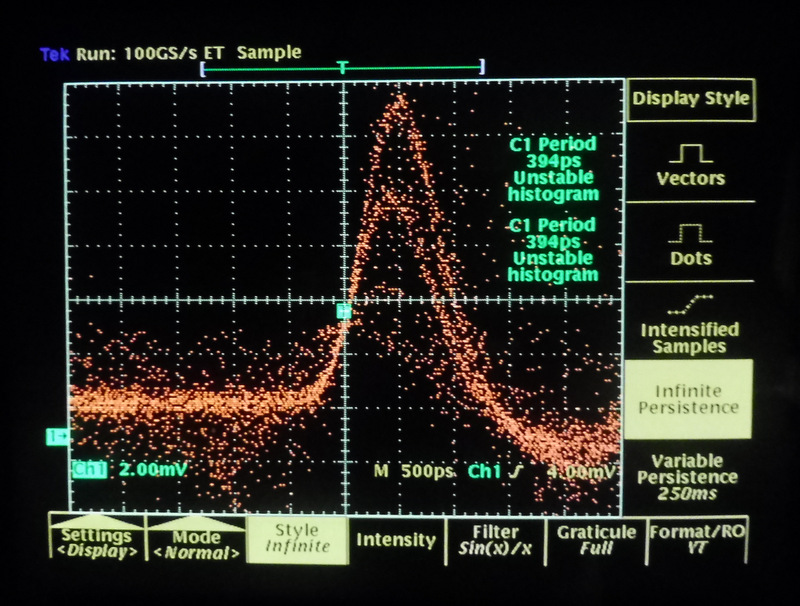 Tek Run: 100GS/s ET Sample
T
Display Style
C1 Period
394ps
Unstable
histogram
C1 Period
394ps
Unstable
histogram
Vectors
Dots
Intensified
Samples
Infinite
Persistence
Variable
Persistence
250ms
1→
Ch1 2.00mV M 500ps Ch1 4.00mV
Settings
<Display>
Mode
<Normal>
Style
Infinite
Intensity
Filter
Sin(x)/x
Graticule
Full
Format/RO
YT